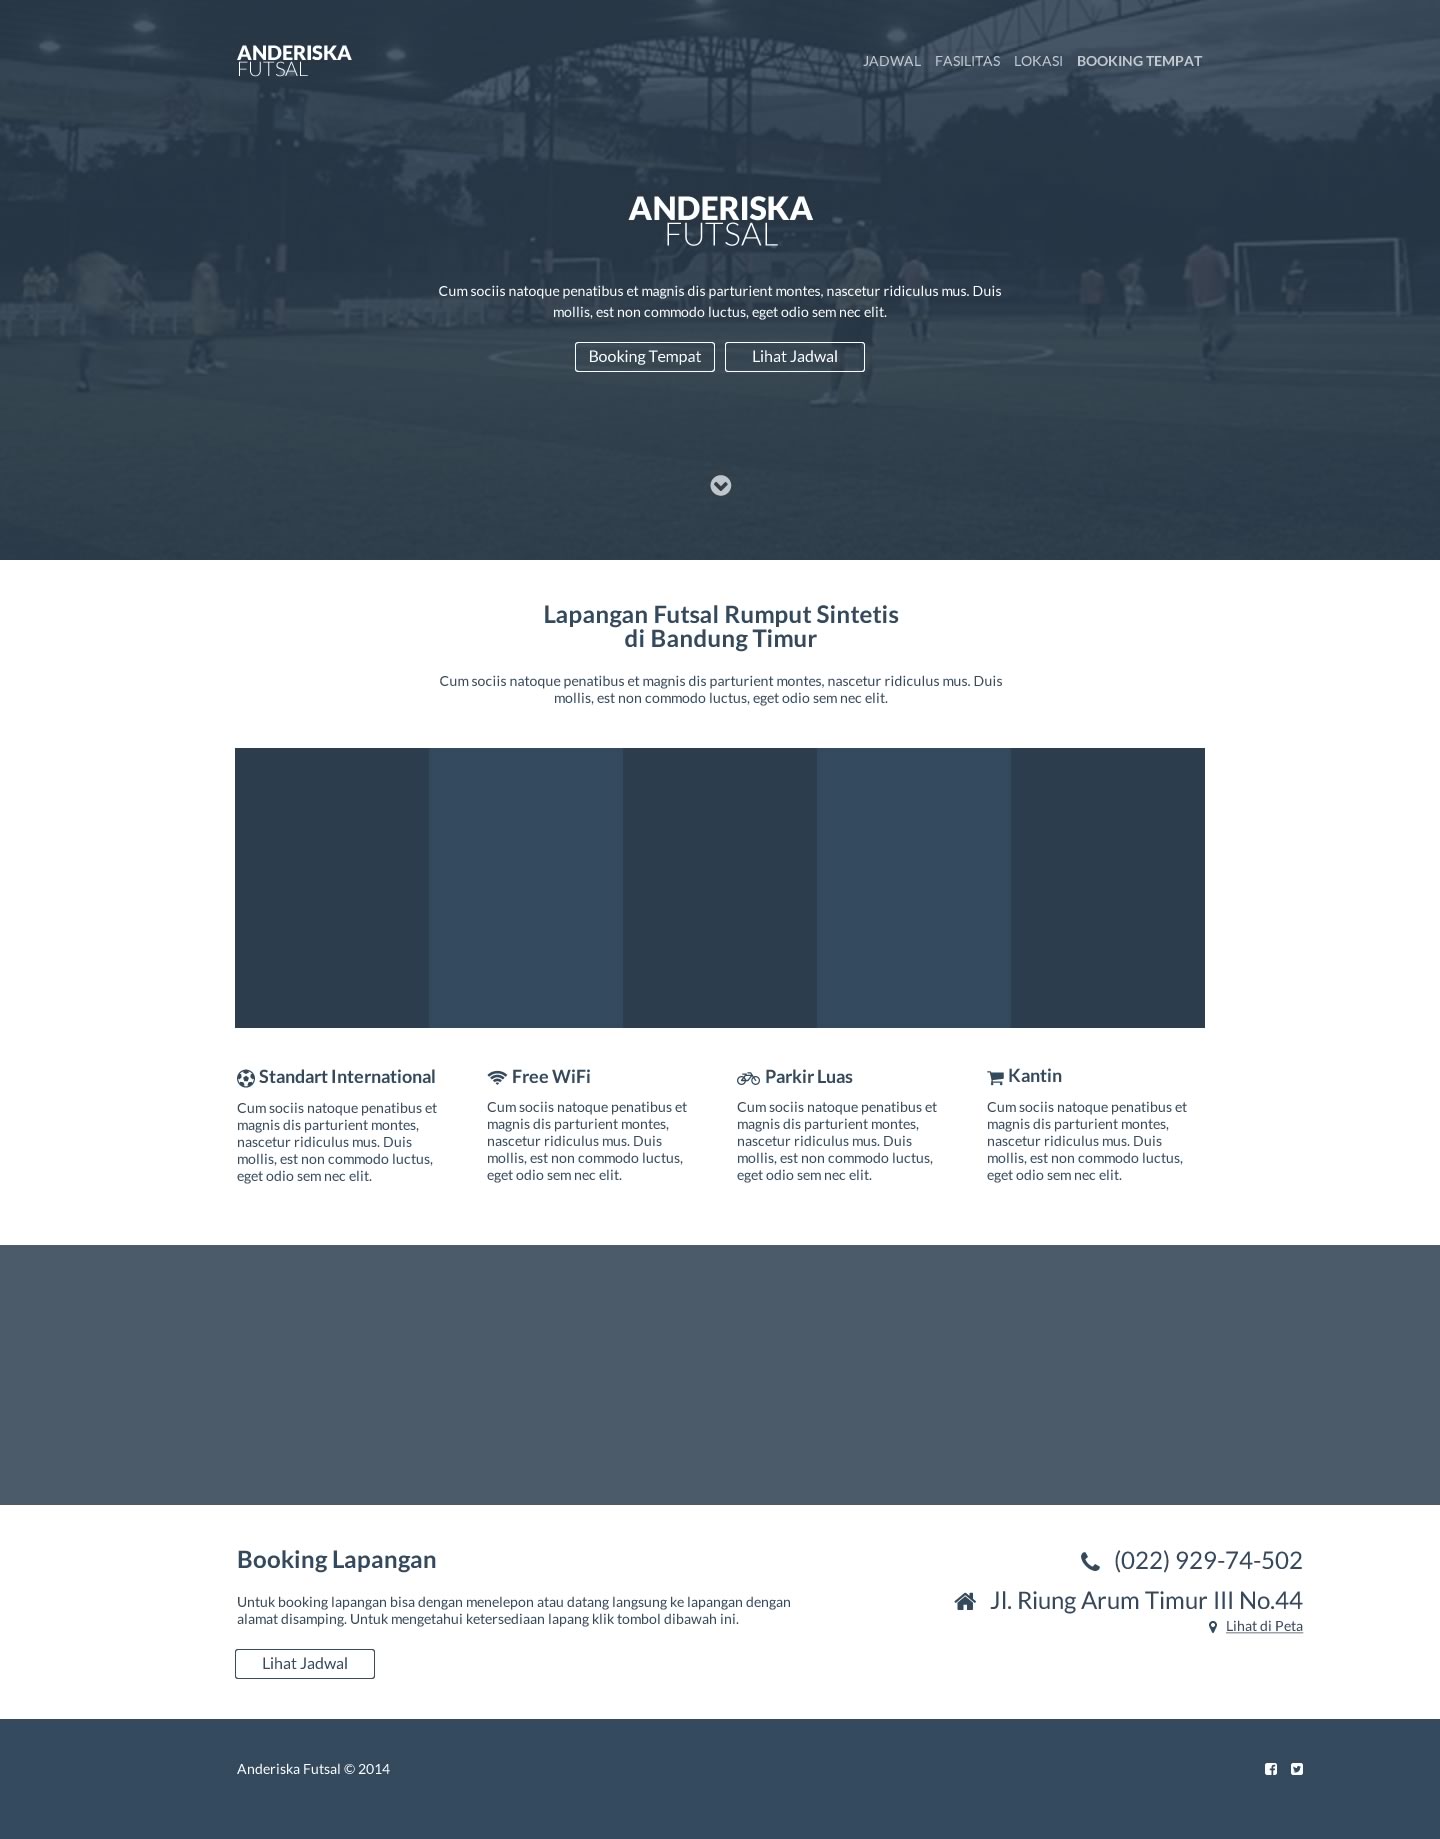 ANDERISKA
FUTSAL
JADWAL FASILITAS LOKASI BOOKING TEMPAT
ANDERISKA
FUTSAL
Cum sociis natoque penatibus et magnis dis parturient montes, nascetur ridiculus mus. Duis
mollis, est non commodo luctus, eget odio sem nec elit.
Booking Tempat Lihat Jadwal
Lapangan Futsal Rumput Sintetis
di Bandung Timur
Cum sociis natoque penatibus et magnis dis parturient montes, nascetur ridiculus mus. Duis
mollis, est non commodo luctus, eget odio sem nec elit.
Standart International
Cum sociis natoque penatibus et
magnis dis parturient montes,
nascetur ridiculus mus. Duis
mollis, est non commodo luctus,
eget odio sem nec elit.
Free WiFi
Cum sociis natoque penatibus et
magnis dis parturient montes,
nascetur ridiculus mus. Duis
mollis, est non commodo luctus,
eget odio sem nec elit.
Parkir Luas
Cum sociis natoque penatibus et
magnis dis parturient montes,
nascetur ridiculus mus. Duis
mollis, est non commodo luctus,
eget odio sem nec elit.
Kantin
Cum sociis natoque penatibus et
magnis dis parturient montes,
nascetur ridiculus mus. Duis
mollis, est non commodo luctus,
eget odio sem nec elit.
Booking Lapangan
Untuk booking lapangan bisa dengan menelepon atau datang langsung ke lapangan dengan
alamat disamping. Untuk mengetahui ketersediaan lapang klik tombol dibawah ini.
Lihat Jadwal
(022) 929-74-502
Jl. Riung Arum Timur III No.44
Lihat di Peta
Anderiska Futsal © 2014